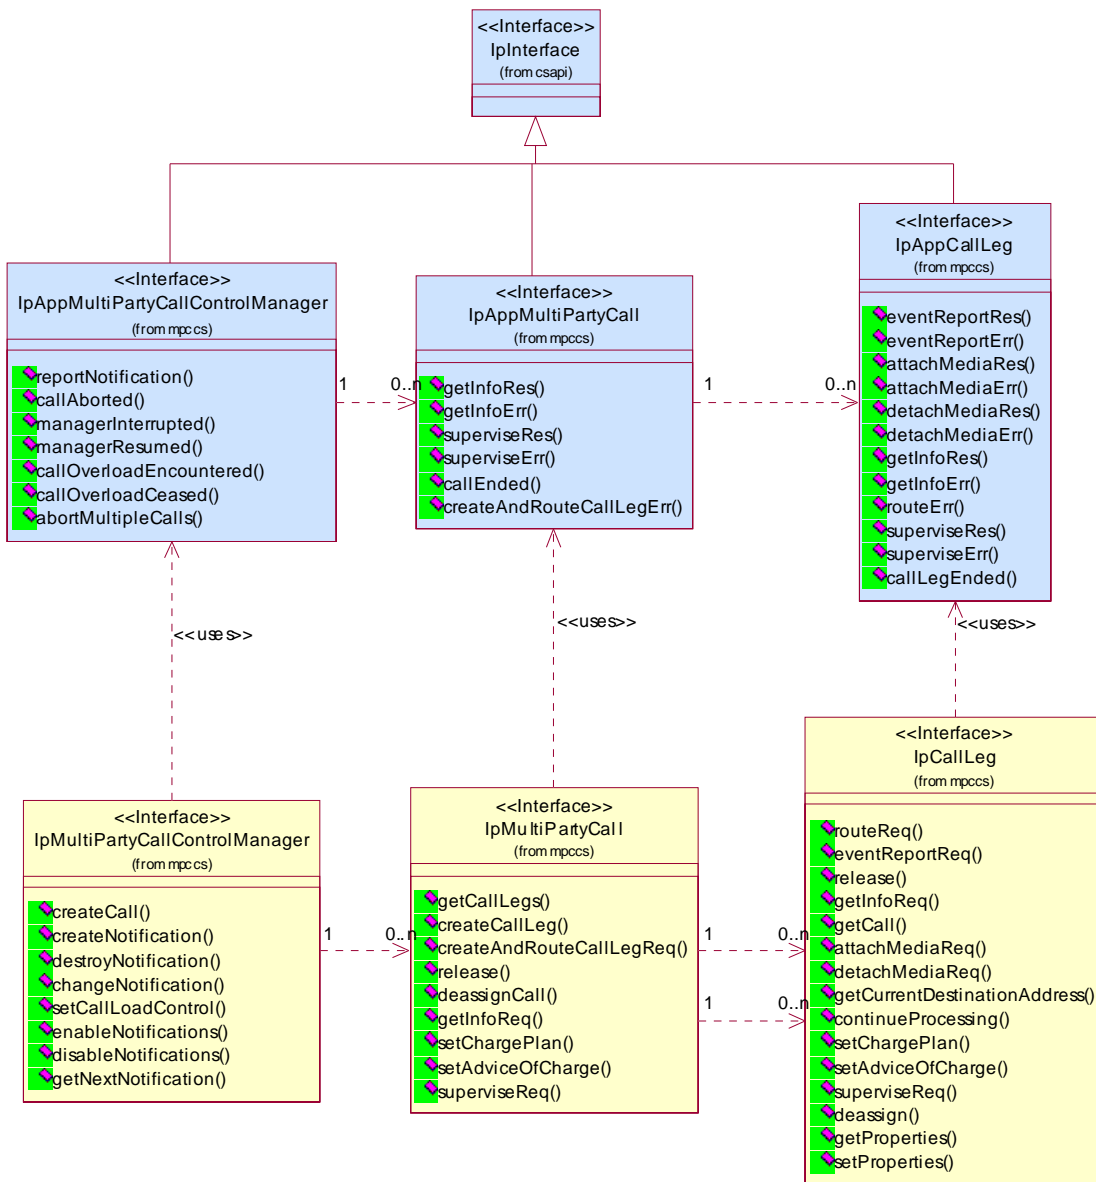 <<Interface>>
IpInterface
(from csapi)
<<Interface>>
IpAppCallLeg
(from mpccs)
eventReportRes()
eventReportErr()
attachMediaRes()
attachMediaErr()
detachMediaRes()
detachMediaErr()
getInfoRes()
getInfoErr()
routeErr()
superviseRes()
superviseErr()
callLegEnded()
<<Interface>>
IpAppMultiPartyCallControlManager
(from mpccs)
reportNotification()
callAborted()
managerInterrupted()
managerResumed()
callOverloadEncountered()
callOverloadCeased()
abortMultipleCalls()
1
0..n
<<Interface>>
IpAppMultiPartyCall
(from mpccs)
getInfoRes()
getInfoErr()
superviseRes()
superviseErr()
callEnded()
createAndRouteCallLegErr()
1
0..n
<<uses>>
<<uses>>
<<uses>>
<<Interface>>
IpMultiPartyCallControlManager
(from mpccs)
createCall()
createNotification()
destroyNotification()
changeNotification()
setCallLoadControl()
enableNotifications()
disableNotifications()
getNextNotification()
1
0..n
<<Interface>>
IpMultiPartyCall
(from mpccs)
getCallLegs()
createCallLeg()
createAndRouteCallLegReq()
release()
deassignCall()
getInfoReq()
setChargePlan()
setAdviceOfCharge()
superviseReq()
1
0..n
1
0..n
<<Interface>>
IpCallLeg
(from mpccs)
routeReq()
eventReportReq()
release()
getInfoReq()
getCall()
attachMediaReq()
detachMediaReq()
getCurrentDestinationAddress()
continueProcessing()
setChargePlan()
setAdviceOfCharge()
superviseReq()
deassign()
getProperties()
setProperties()